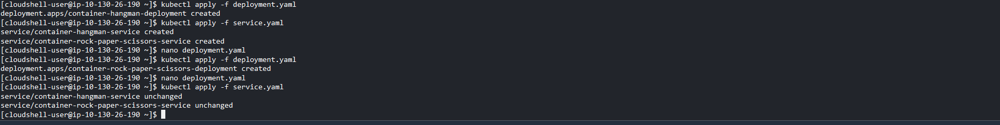 [cloudshell-user@ip-10-130-26-190 ~]$ kubectl apply -f deployment.yaml
deployment.apps/container-hangman-deployment created
[cloudshell-user@ip-10-130-26-190 ~]$ kubectl apply -f service.yaml
service/container-hangman-service created
service/container-rock-paper-scissors-service created
[cloudshell-user@ip-10-130-26-190 ~]$ nano deployment.yaml
[cloudshell-user@ip-10-130-26-190 ~]$ kubectl apply -f deployment.yaml
deployment.apps/container-rock-paper-scissors-deployment created
[cloudshell-user@ip-10-130-26-190 ~]$ nano deployment.yaml
[cloudshell-user@ip-10-130-26-190 ~]$ kubectl apply -f service.yaml
service/container-hangman-service unchanged
service/container-rock-paper-scissors-service unchanged
[cloudshell-user@ip-10-130-26-190 ~]$